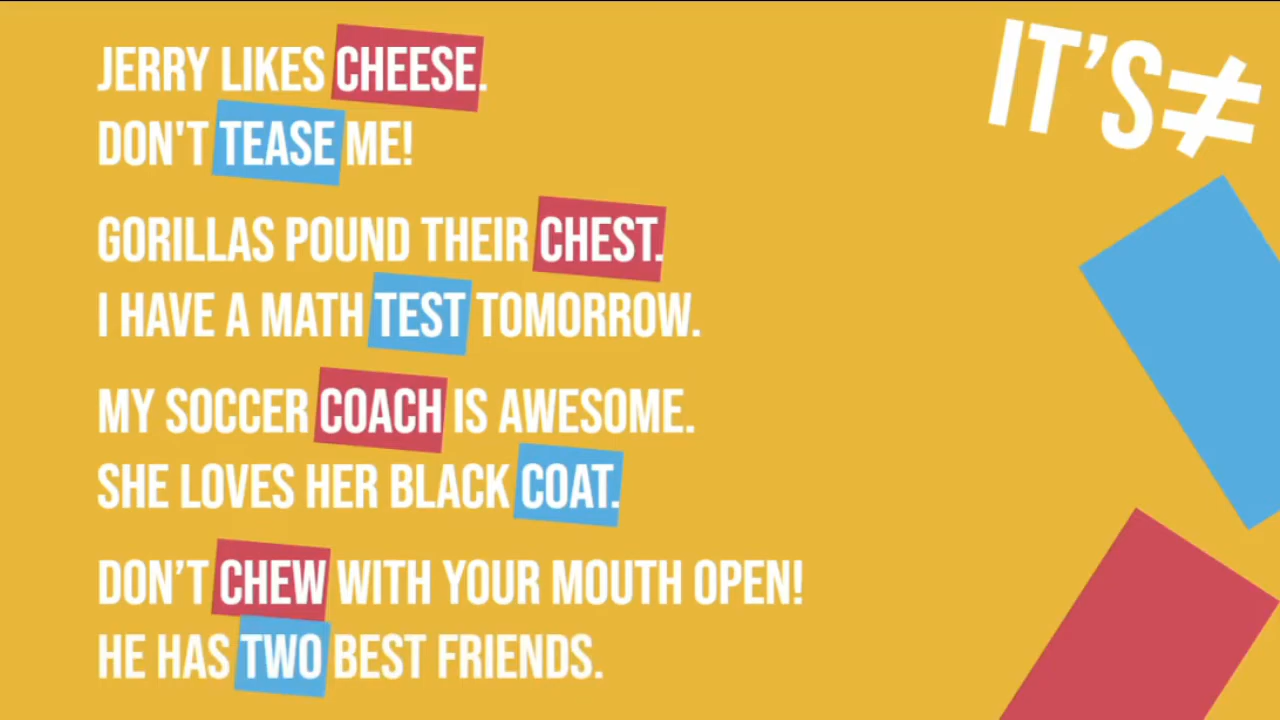 JERRY LIKES CHEESE.
DON'T TEASE ME!
GORILLAS POUND THEIR CHEST.
I HAVE A MATH TEST TOMORROW.
MY SOCCER COACH IS AWESOME.
SHE LOVES HER BLACK COAT.
DON’T CHEW WITH YOUR MOUTH OPEN!
HE HAS TWO BEST FRIENDS.
IT’S≠